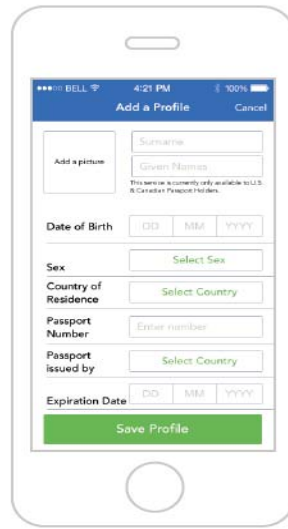 BELL 4:21 PM 100%
Add a Profile Cancel
Add a picture
Surname
Given Names
This service is currently only available to U.S
& Canadian Passport Holders.
Date of Birth DD MM YYYY
Sex Select Sex
Country of
Residence Select Country
Passport
Number Enter number
Passport
issued by Select Country
Expiration Date DD MM YYYY
Save Profile